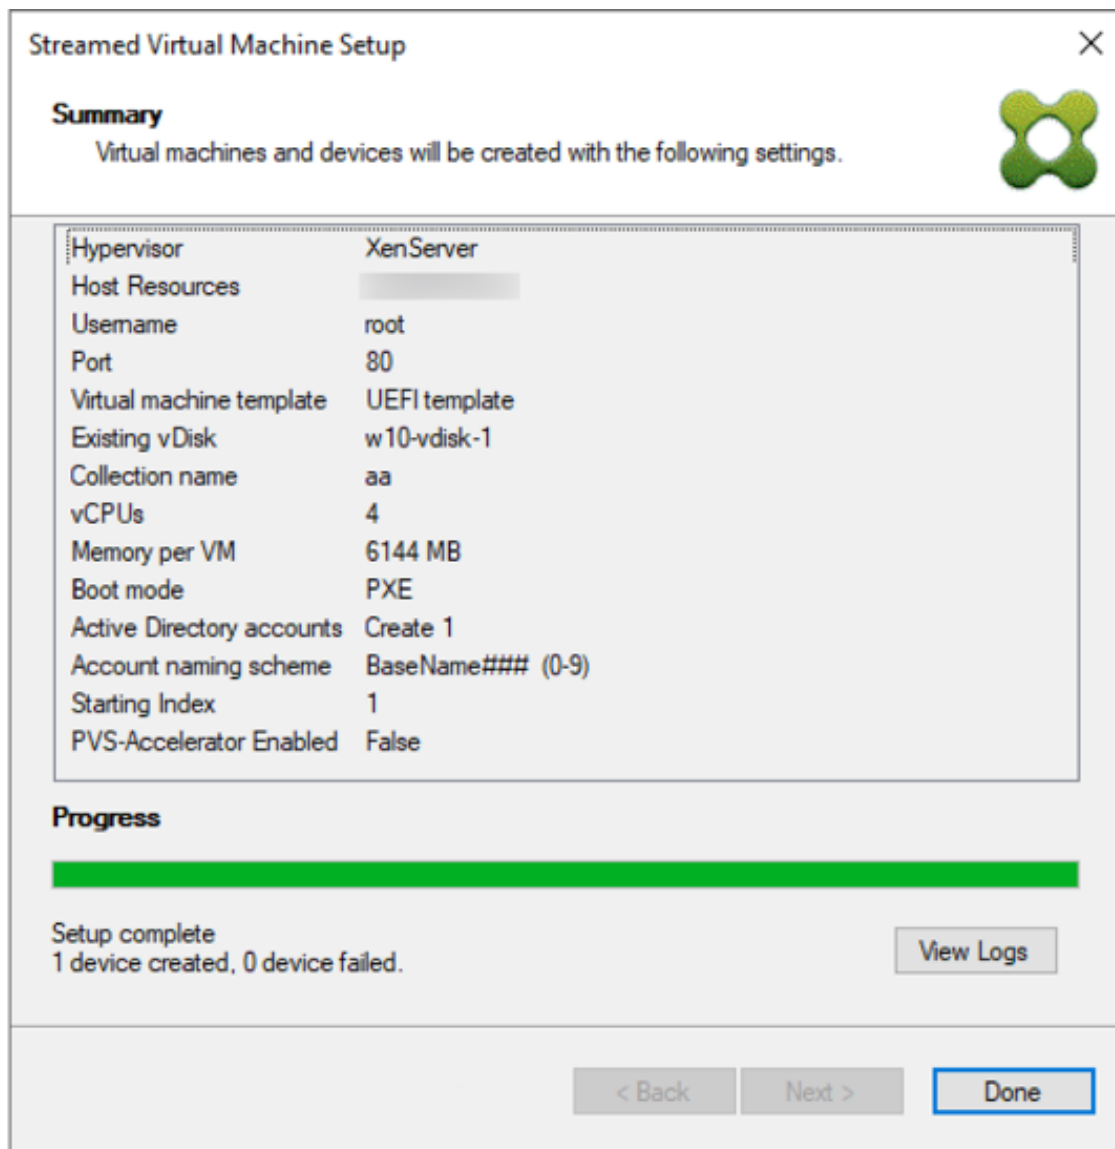 Streamed Virtual Machine Setup
Summary
Virtual machines and devices will be created with the following settings.
Hypervisor XenServer
Host Resources
Username root
Port 80
Virtual machine template UEFI template
Existing vDisk w10-vdisk-1
Collection name aa
vCPUs 4
Memory per VM 6144 MB
Boot mode PXE
Active Directory accounts Create 1
Account naming scheme BaseName### (0-9)
Starting Index 1
PVS-Accelerator Enabled False
Progress
Setup complete
1 device created, 0 device failed.
View Logs
< Back Next > Done